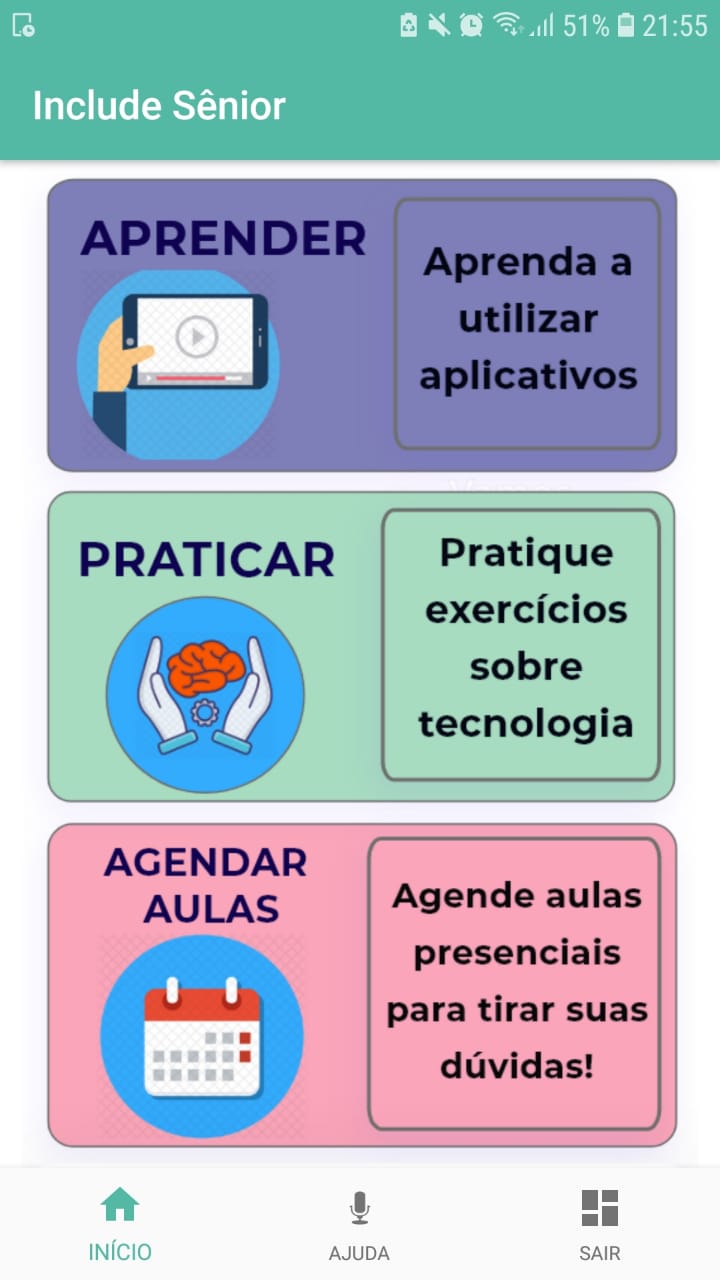 51% 21:55
Include Sênior
APRENDER
Aprenda a
utilizar
aplicativos
PRATICAR
Pratique
exercícios
sobre
tecnologia
AGENDAR
AULAS
Agende aulas
presenciais
para tirar suas
dúvidas!
INÍCIO
AJUDA
SAIR